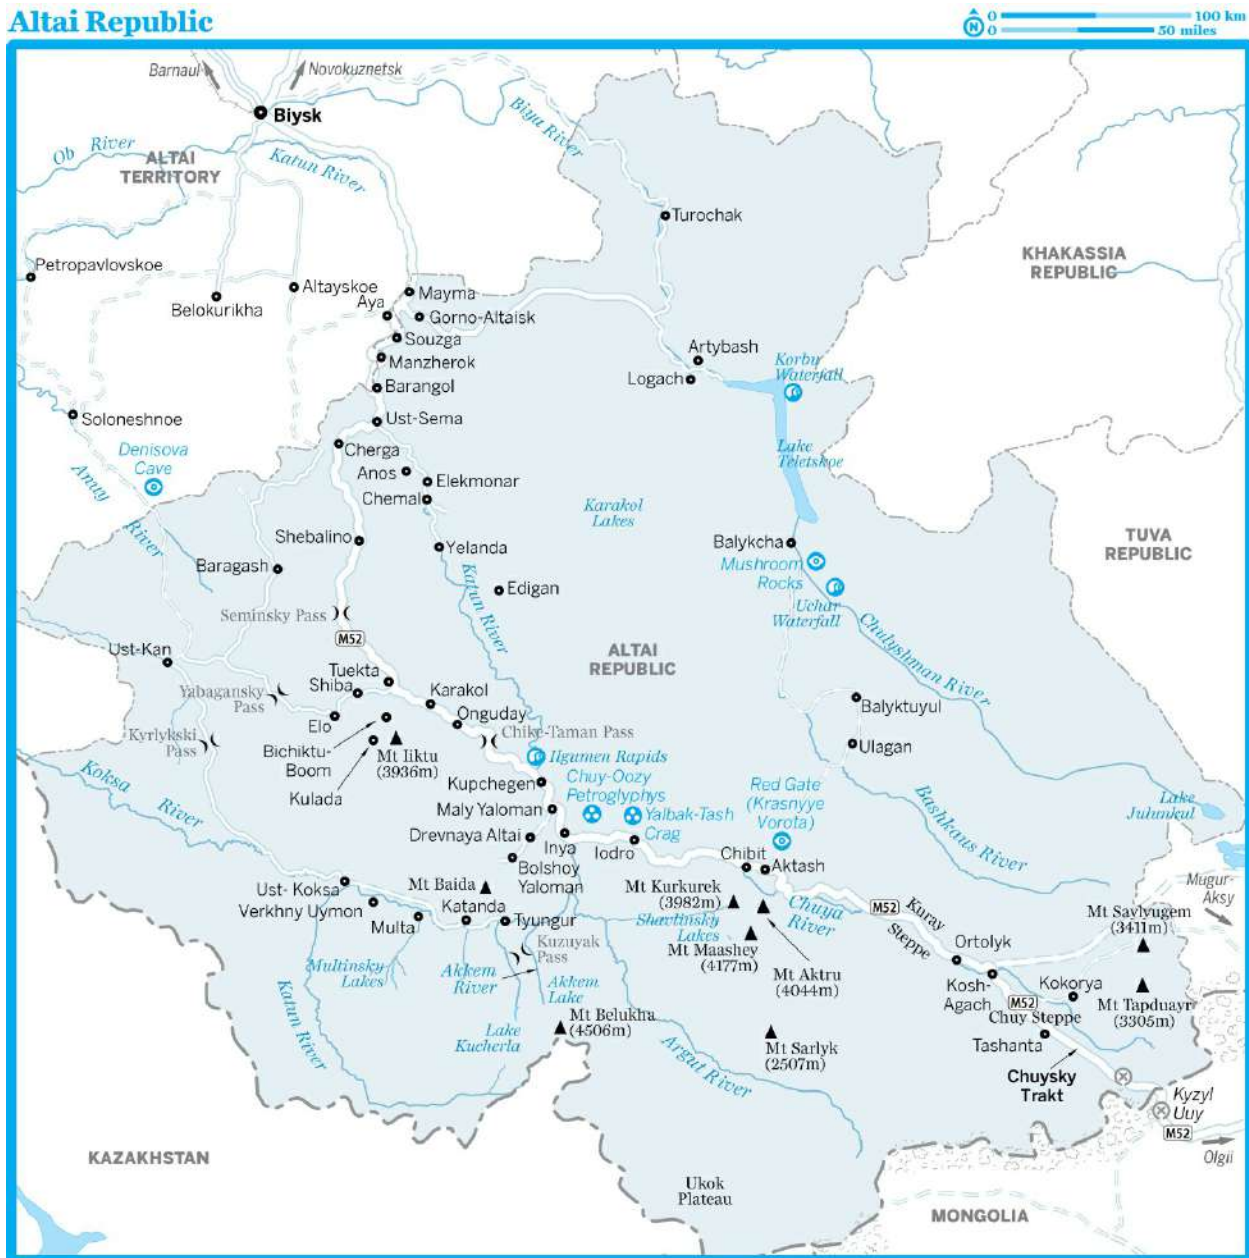 Altai Republic
0 100 km
N
0 50 miles
Barnaul
Novokuznetsk
Biysk
Biya River
Ob River
ALTAI
TERRITORY
Katun River
Turochak
KHAKASSIA
REPUBLIC
Petropavlovskoe
Belokurikha
Altayskoe
Aya
Mayma
Gorno-Altaisk
Souzga
Manzherok
Artybash
Logach
Korbu
Waterfall
Barangol
Soloneshnoe
Ust-Sema
Cherga
Denisova
Cave
Anos
Elekmonar
Chemal
Lake
Teletskoe
Anuy
River
Karakol
Lakes
TUVA
REPUBLIC
Shebalino
Yelanda
Balykcha
Baragash
Edigan
Mushroom
Rocks
Uchar
Waterfall
Katun River
Seminsky Pass
M52
Chulyshman River
ALTAI
REPUBLIC
Ust-Kan
Tuekta
Shiba
Yabagansky
Pass
Karakol
Onguday
Balyktuyul
Elo
Kyrlykski
Pass
Bichiktu-
Boom
Mt Iiktu
(3936m)
Chike-Taman Pass
Ulagan
Kulada
Ilgumen Rapids
Koksa River
Kupchegen
Chuy-Oozy
Petroglyphs
Red Gate
(Krasnyye
Vorota)
Bashkaus River
Lake
Julunkul
Maly Yaloman
Yalbak-Tash
Crag
Drevnaya Altai
Inya
Iodro
Chibit
Aktash
Bolshoy
Yaloman
Ust- Koksa
Mt Baida
Mt Kurkurek
(3982m)
Chuya
River
M52
Kuray
Steppe
Mugur-
Aksy
Verkhny Uymon
Multa
Katanda
Tyungur
Shavlinsky
Lakes
Mt Saylyugem
(3411m)
Kuzuyak
Pass
Mt Maashey
(4177m)
Ortolyk
Multinsky
Lakes
Akkem
River
Akkem
Lake
Mt Aktru
(4044m)
Kosh-
Agach
Kokorya
Katun River
M52
Mt Tapduayr
(3305m)
Mt Belukha
(4506m)
Chuy Steppe
Lake
Kucherla
Argut River
Mt Sarlyk
(2507m)
Tashanta
Chuysky
Trakt
Kyzyl
Uuy
M52
Olgii
KAZAKHSTAN
Ukok
Plateau
MONGOLIA